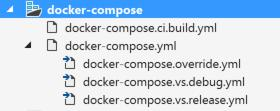 docker-compose
docker-compose.ci.build.yml
docker-compose.yml
docker-compose.override.yml
docker-compose.vs.debug.yml
docker-compose.vs.release.yml